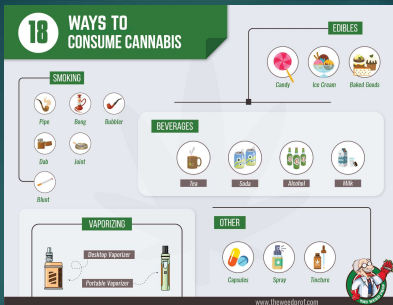 18
WAYS TO
CONSUME CANNABIS
EDIBLES
Candy
Ice Cream
Baked Goods
SMOKING
Pipe
Bong
Bubbler
Dab
Joint
Blunt
BEVERAGES
Tea
Soda
Alcohol
Milk
VAPORIZING
Desktop Vaporizer
Portable Vaporizer
OTHER
Capsules
Spray
Tincture
www.theweedprof.com